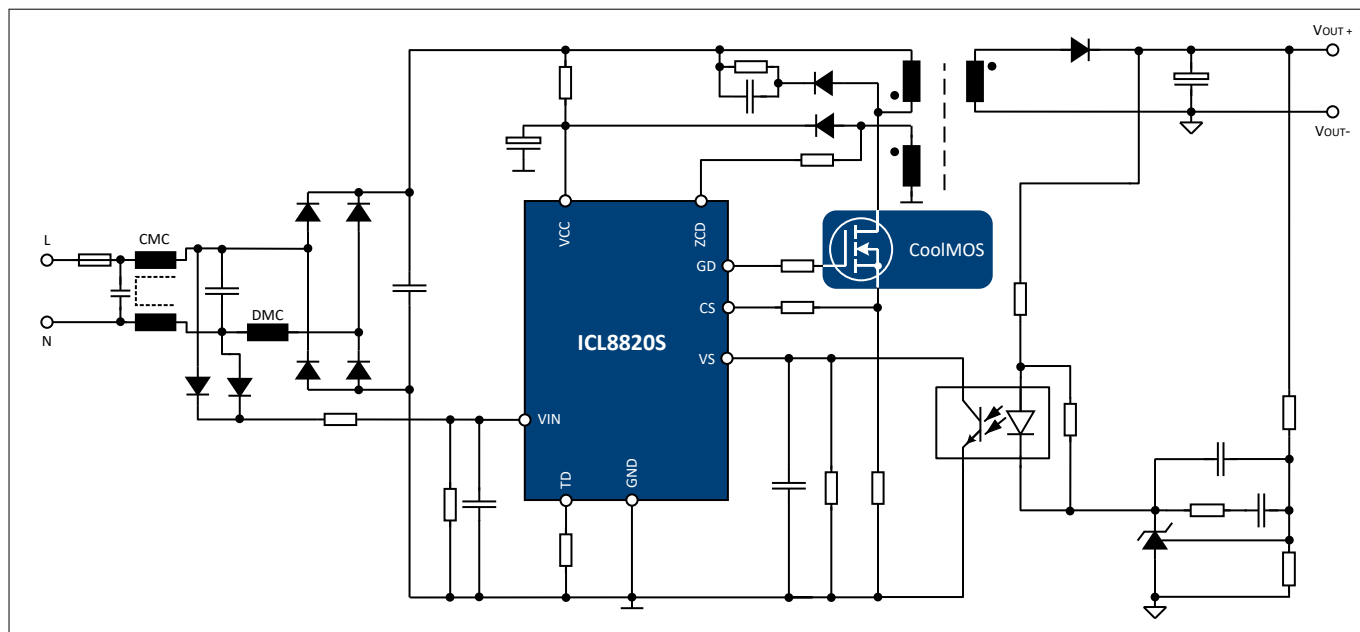 VOUT +
VOUT-
L
CMC
N
DMC
VCC
ZCD
GD
CoolMOS
CS
ICL8820S
VS
VIN
TD
GND